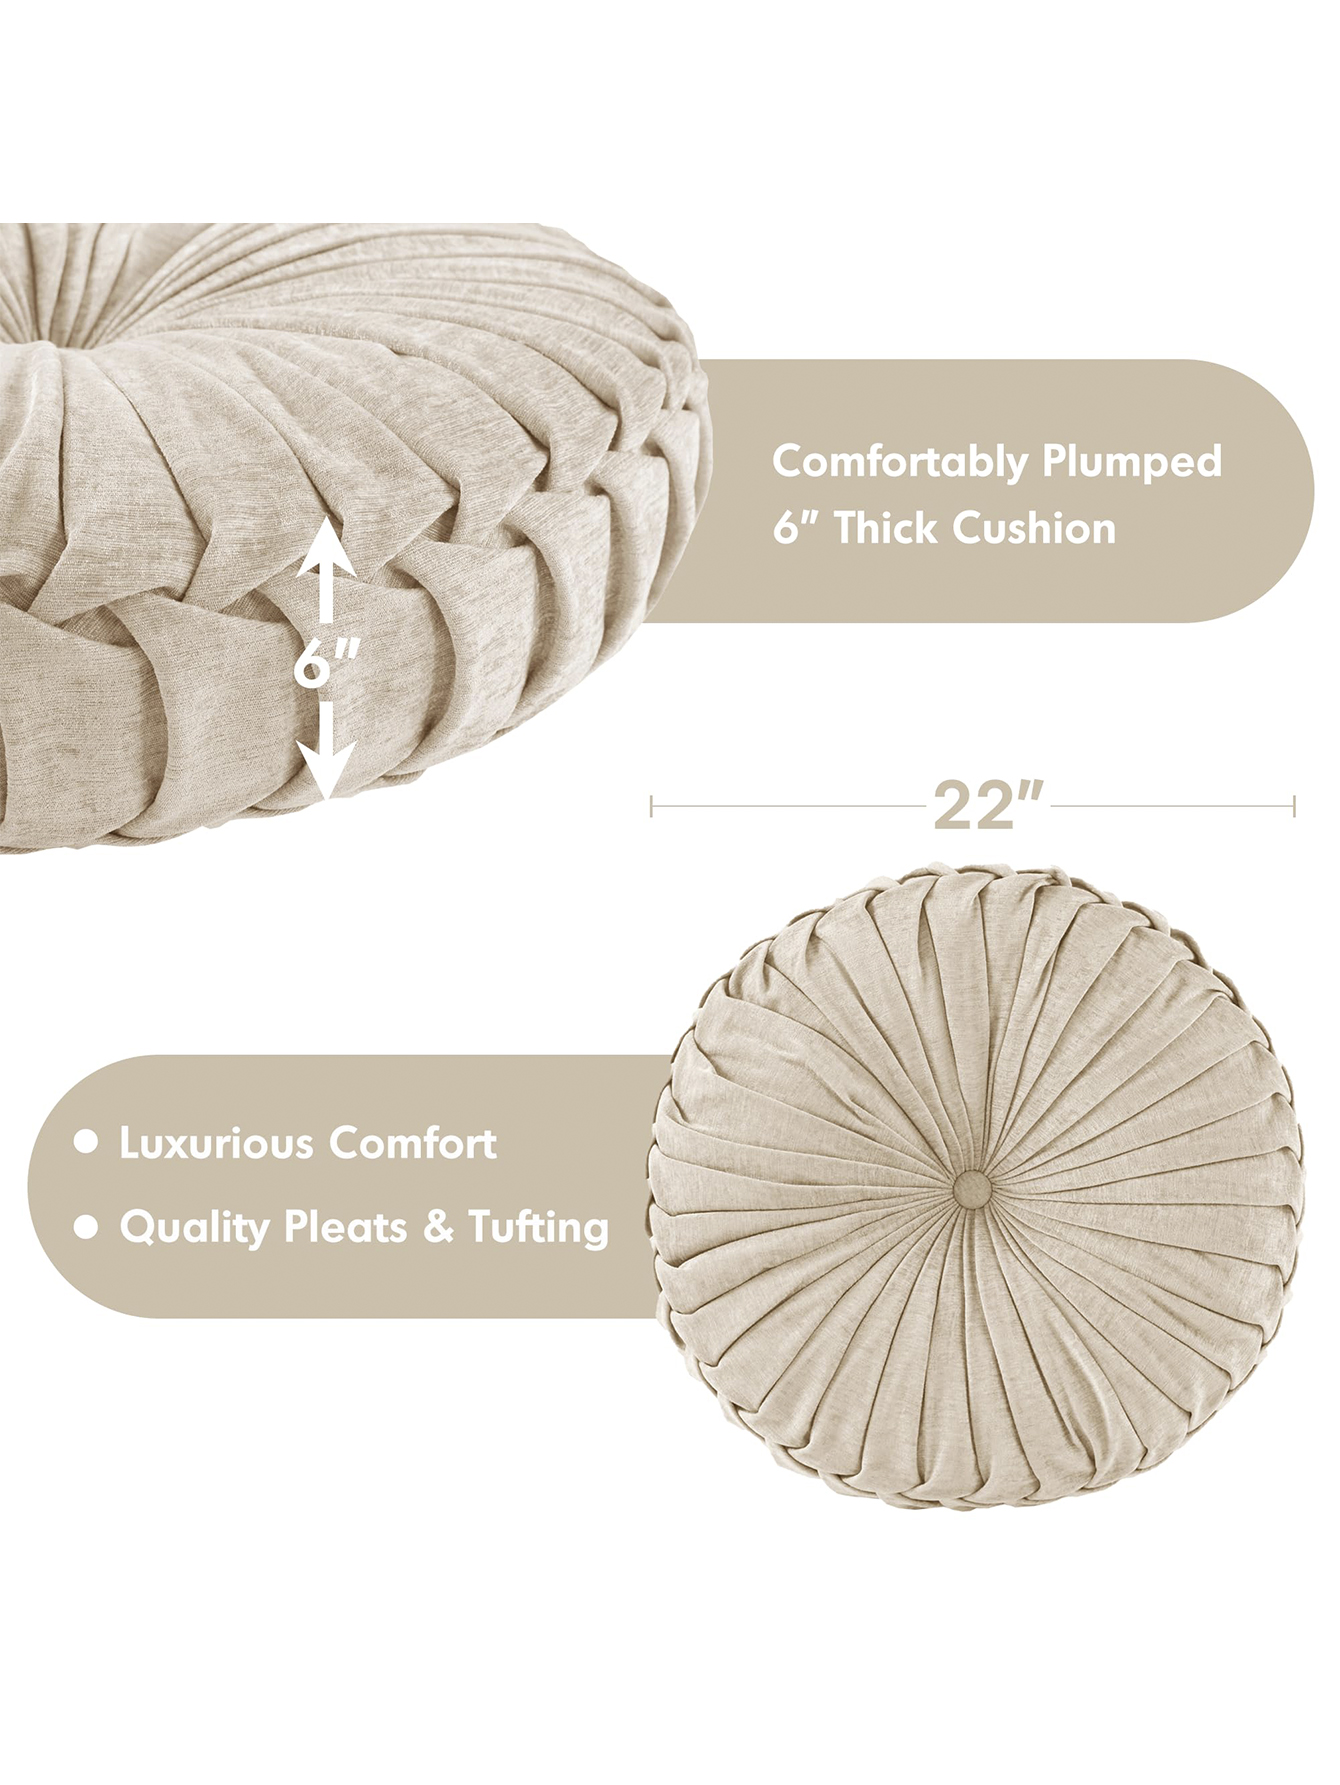 Comfortably Plumped
6" Thick Cushion
6"
22"
● Luxurious Comfort
● Quality Pleats & Tufting